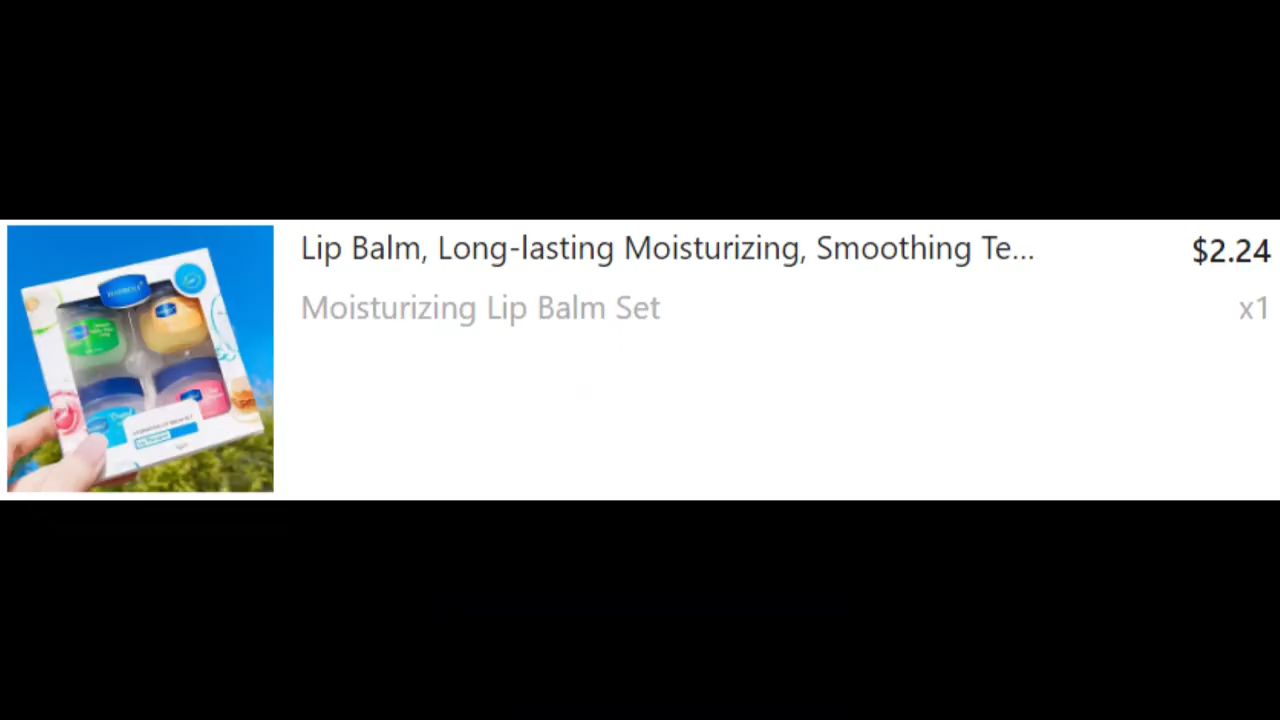 Lip Balm, Long-lasting Moisturizing, Smoothing Te...
$2.24
Moisturizing Lip Balm Set
x1